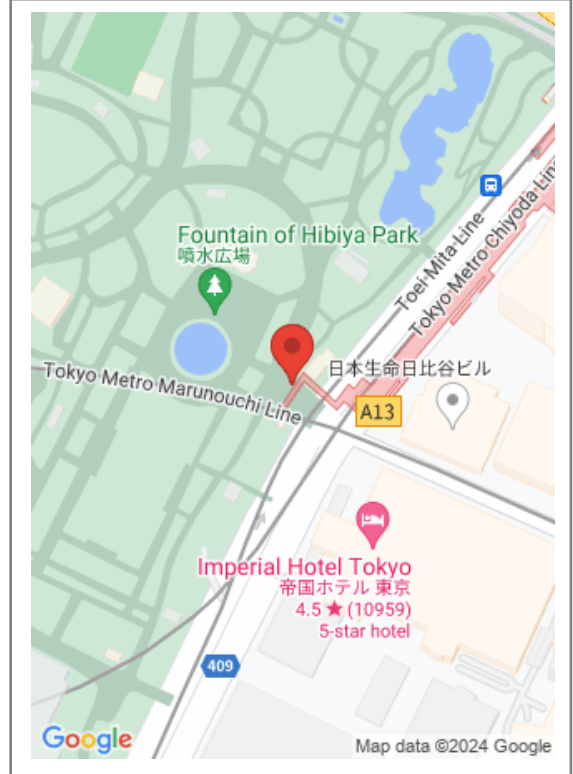 Fountain of Hibiya Park
噴水広場
Toei Mita Line
Tokyo Metro Chiyoda Line
Tokyo Metro Marunouchi Line
日本生命日比谷ビル
A13
Imperial Hotel Tokyo
帝国ホテル 東京
4.5 ★ (10959)
5-star hotel
409
Google
Map data ©2024 Google